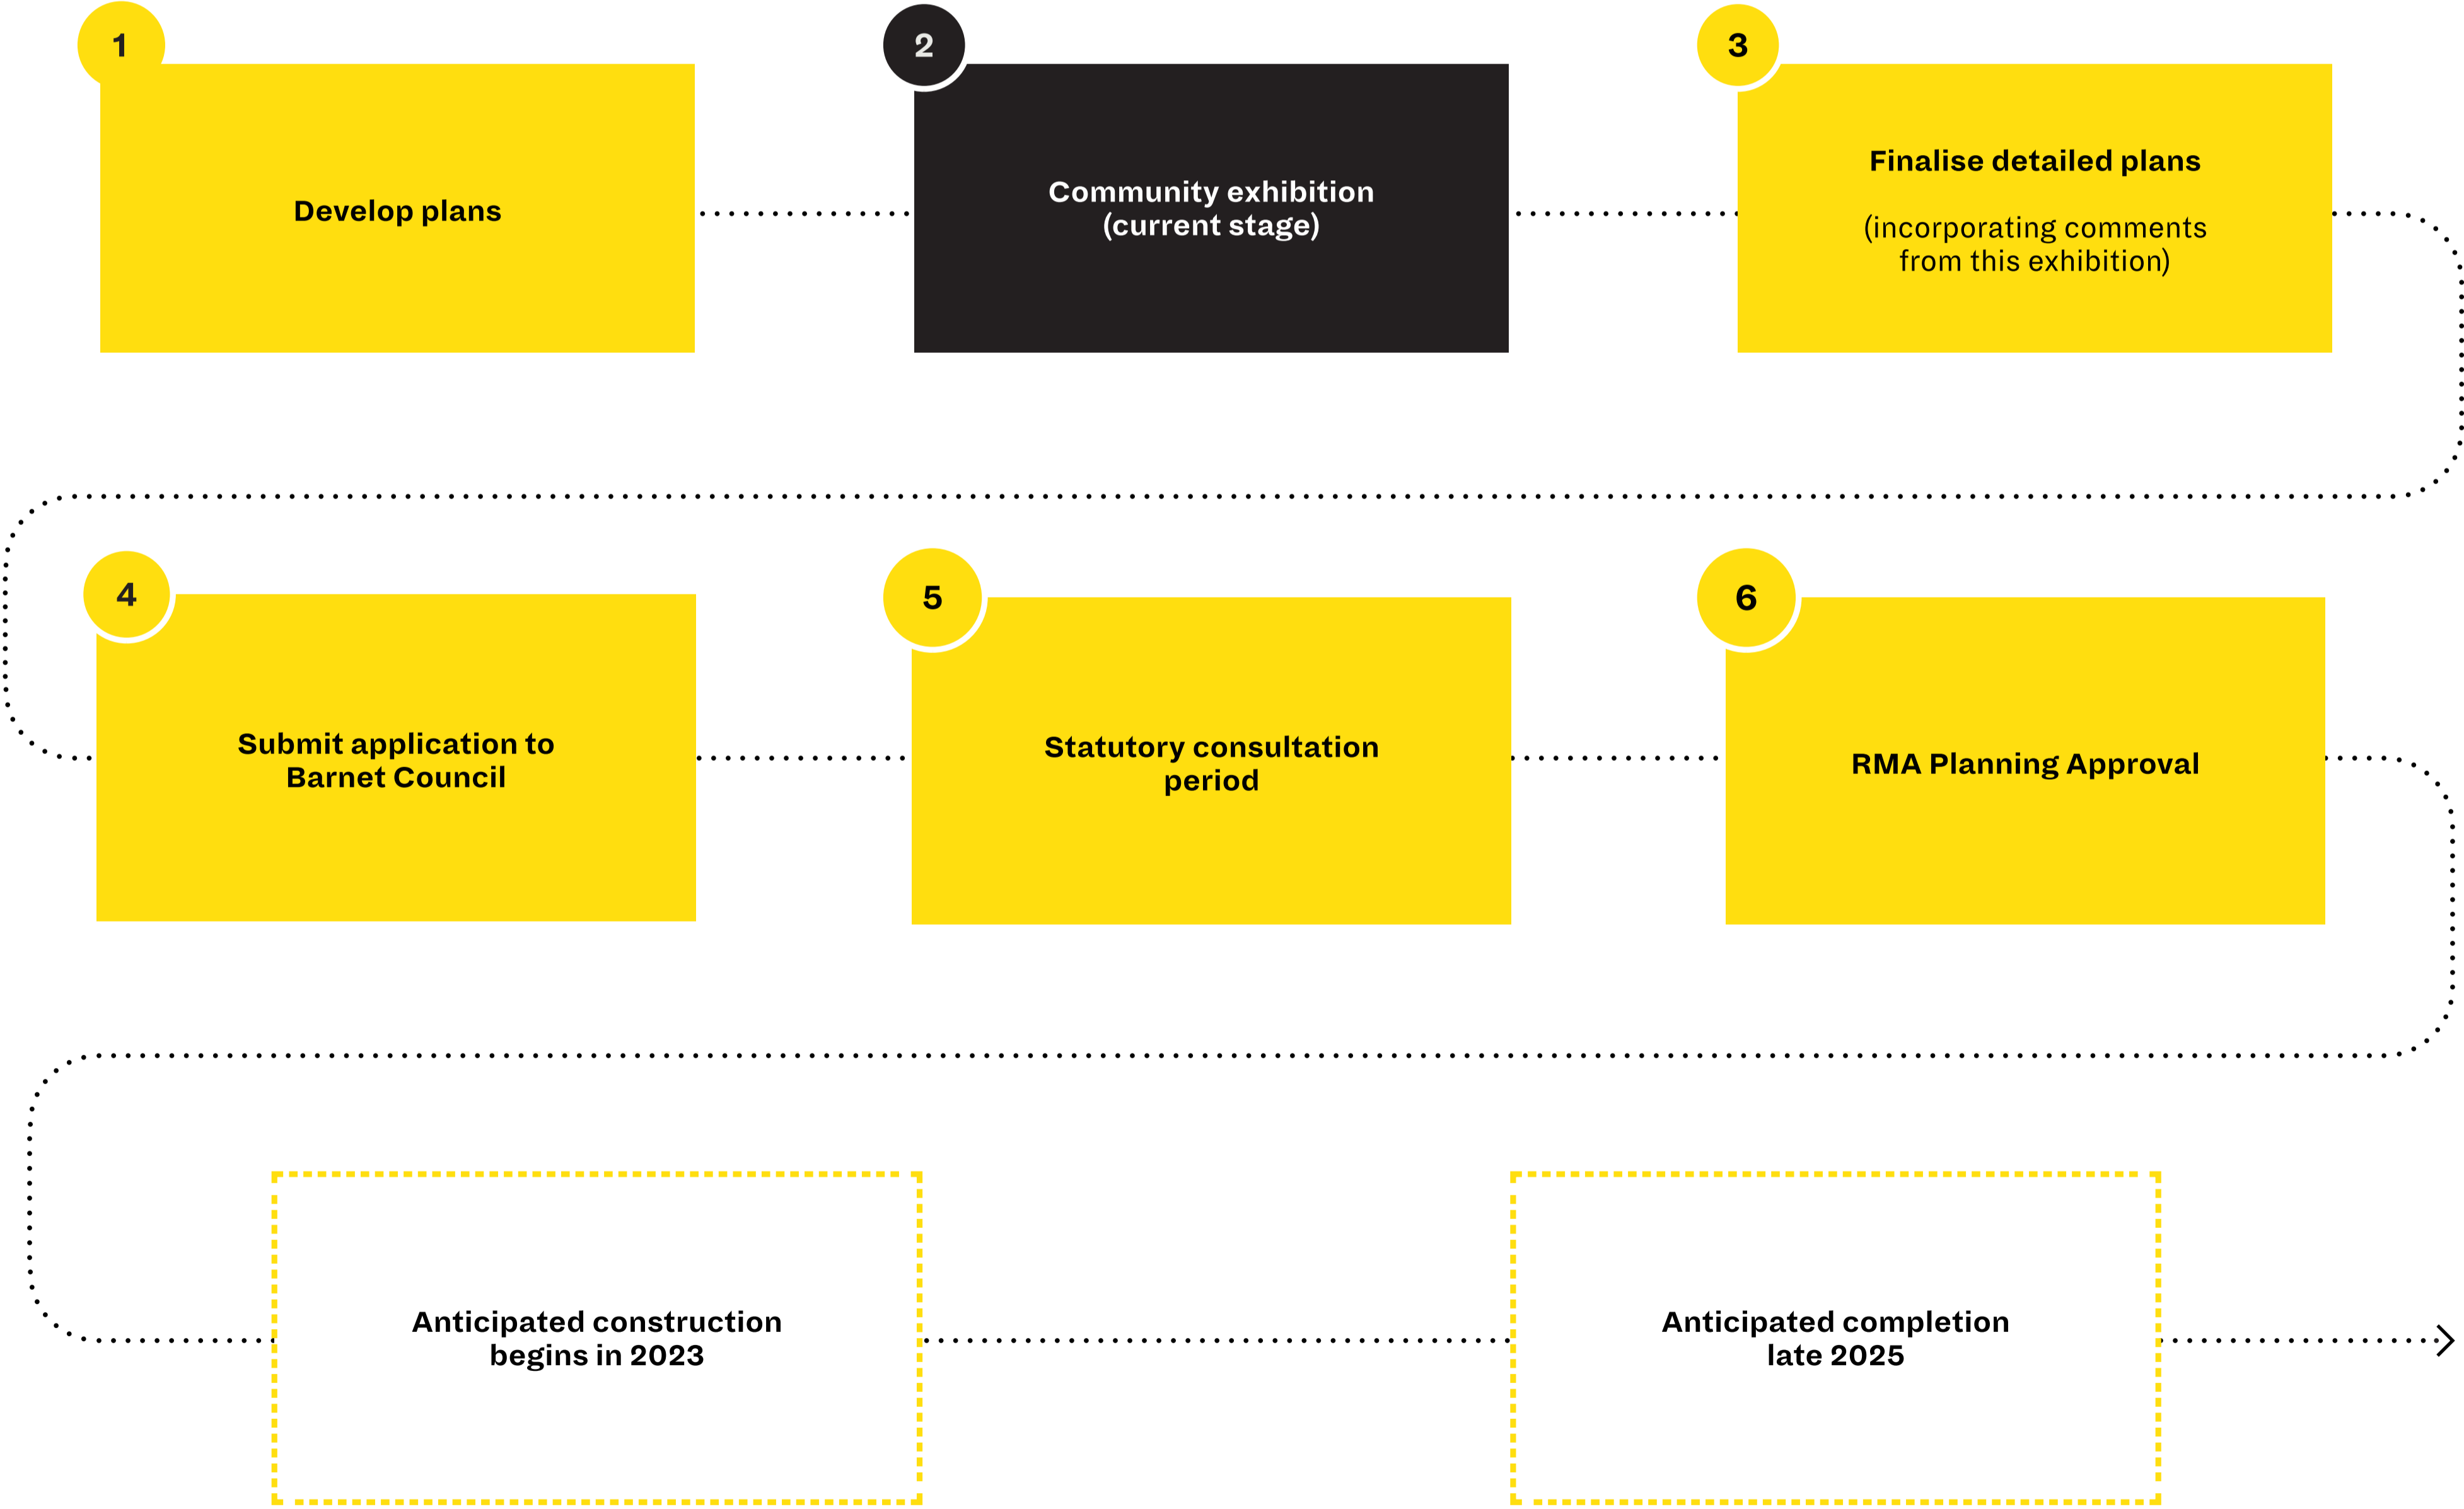 1
Develop plans
2
Community exhibition
(current stage)
3
Finalise detailed plans
(incorporating comments
from this exhibition)
4
Submit application to
Barnet Council
5
Statutory consultation
period
6
RMA Planning Approval
Anticipated construction
begins in 2023
Anticipated completion
late 2025